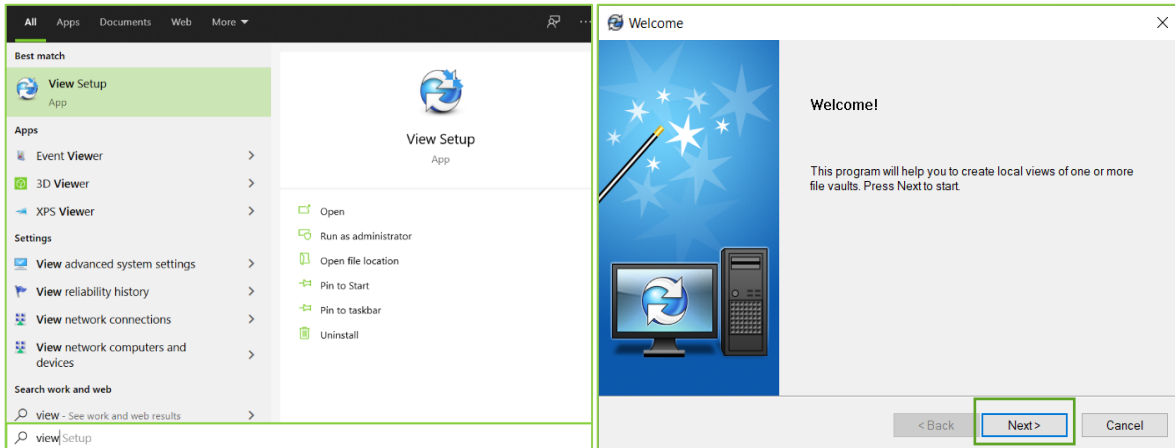 All Apps Documents Web More
Best match
View Setup
App
Apps
Event Viewer
3D Viewer
XPS Viewer
Settings
View advanced system settings
View reliability history
View network connections
View network computers and
devices
Search work and web
view - See work and web results
view Setup
View Setup
App
Open
Run as administrator
Open file location
Pin to Start
Pin to taskbar
Uninstall
Welcome
Welcome!
This program will help you to create local views of one or more
file vaults. Press Next to start.
< Back Next > Cancel